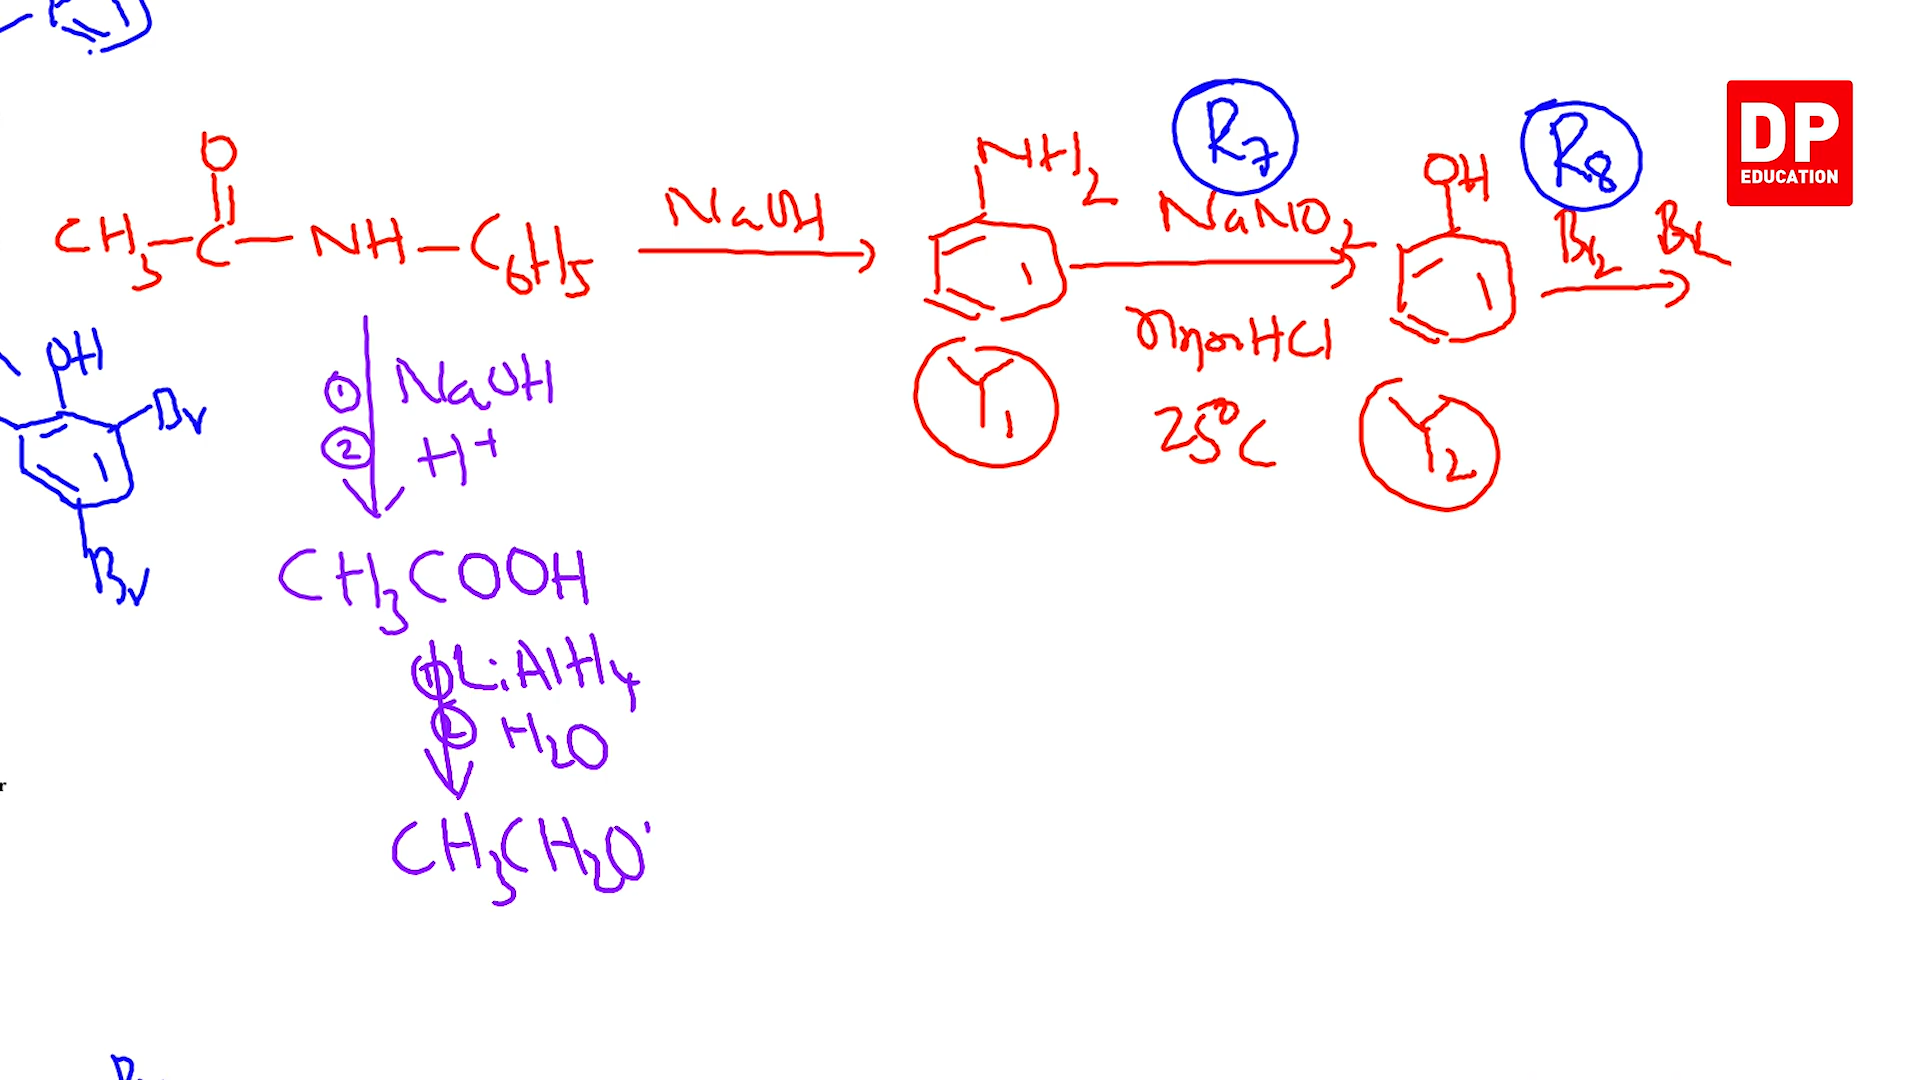 R7
R8
DP
EDUCATION
O
CH3-C-NH-C6H5
NaOH
NH2
NaNO2
HCl
25°C
OH
Br2
Br
Y1
Y2
OH
Br
Br
① NaOH
② H+
CH3COOH
① LiAlH4
② H2O
CH3CH2O
r